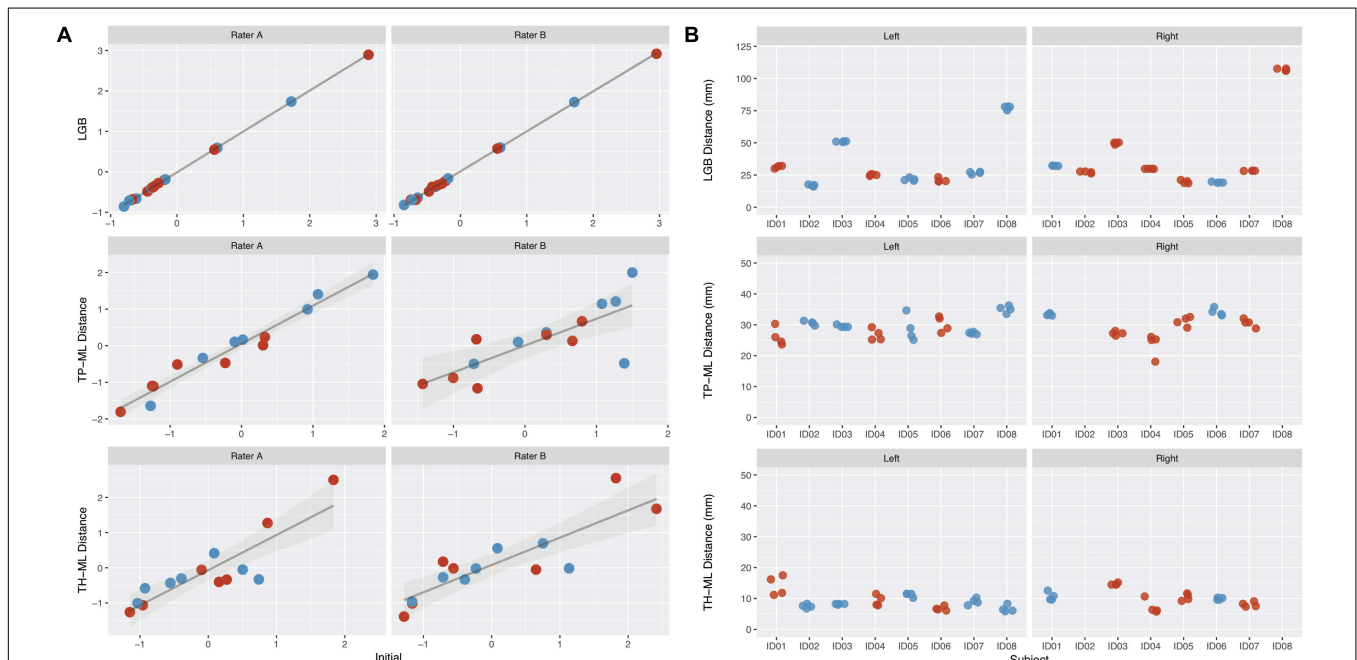 A
B
Rater A Rater B
LGB
3
2
1
0
−1
−1 0 1 2 3 −1 0 1 2 3
Rater A Rater B
TP−ML Distance
2
1
0
−1
−2
−1 0 1 2 −1 0 1 2
Rater A Rater B
TH−ML Distance
2
1
0
−1
−1 0 1 2 −1 0 1 2
Initial
Left Right
LGB Distance (mm)
125
100
75
50
25
0
ID01 ID02 ID03 ID04 ID05 ID06 ID07 ID08 ID01 ID02 ID03 ID04 ID05 ID06 ID07 ID08
Left Right
TP−ML Distance (mm)
50
40
30
20
10
0
ID01 ID02 ID03 ID04 ID05 ID06 ID07 ID08 ID01 ID02 ID03 ID04 ID05 ID06 ID07 ID08
Left Right
TH−ML Distance (mm)
50
40
30
20
10
0
ID01 ID02 ID03 ID04 ID05 ID06 ID07 ID08 ID01 ID02 ID03 ID04 ID05 ID06 ID07 ID08
Subject